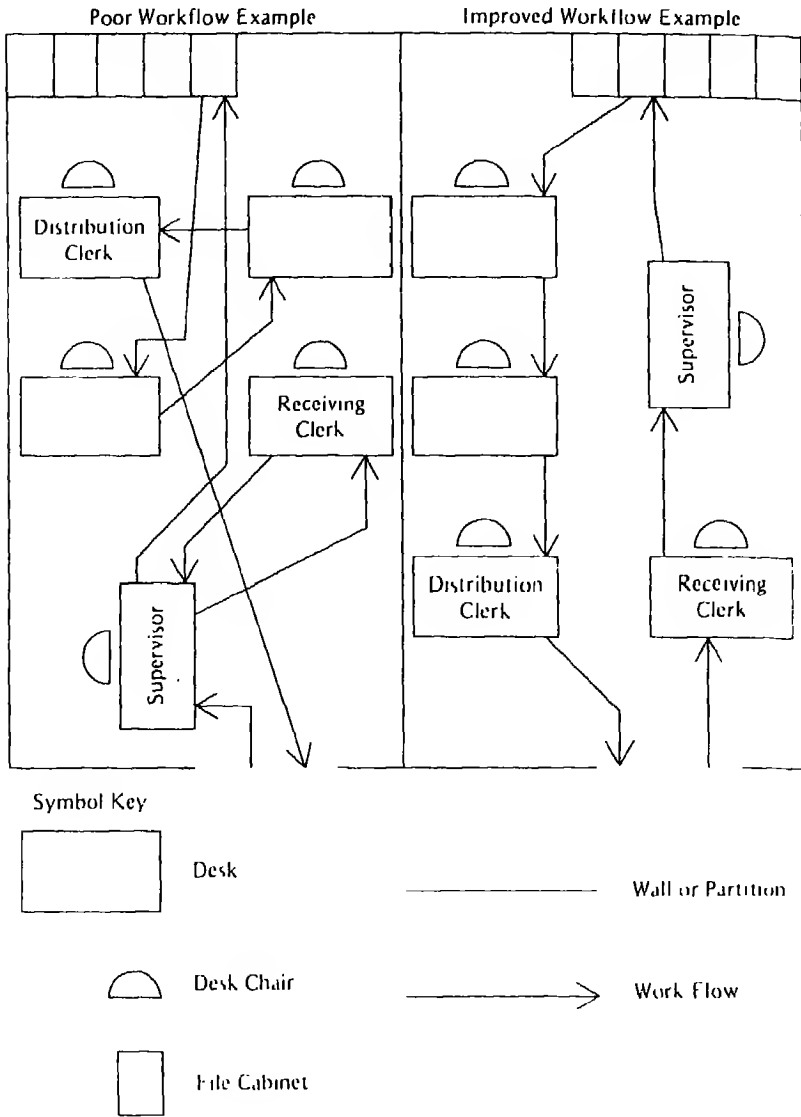 Poor Workflow Example
Improved Workflow Example
Distribution
Clerk
Receiving
Clerk
Supervisor
Supervisor
Distribution
Clerk
Receiving
Clerk
Symbol Key
Desk
Wall or Partition
Desk Chair
Work Flow
File Cabinet